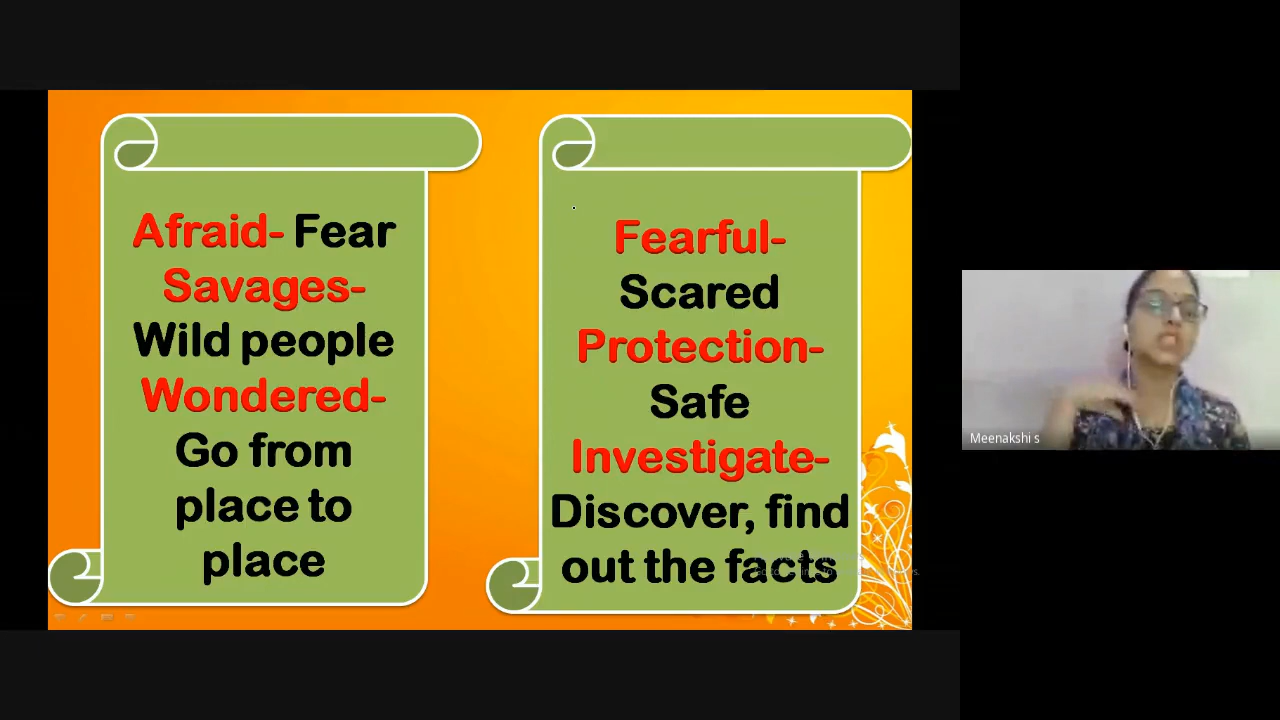 Afraid- Fear
Savages-
Wild people
Wondered-
Go from
place to
place
Fearful-
Scared
Protection-
Safe
Investigate-
Discover, find
out the facts
Meenakshi s